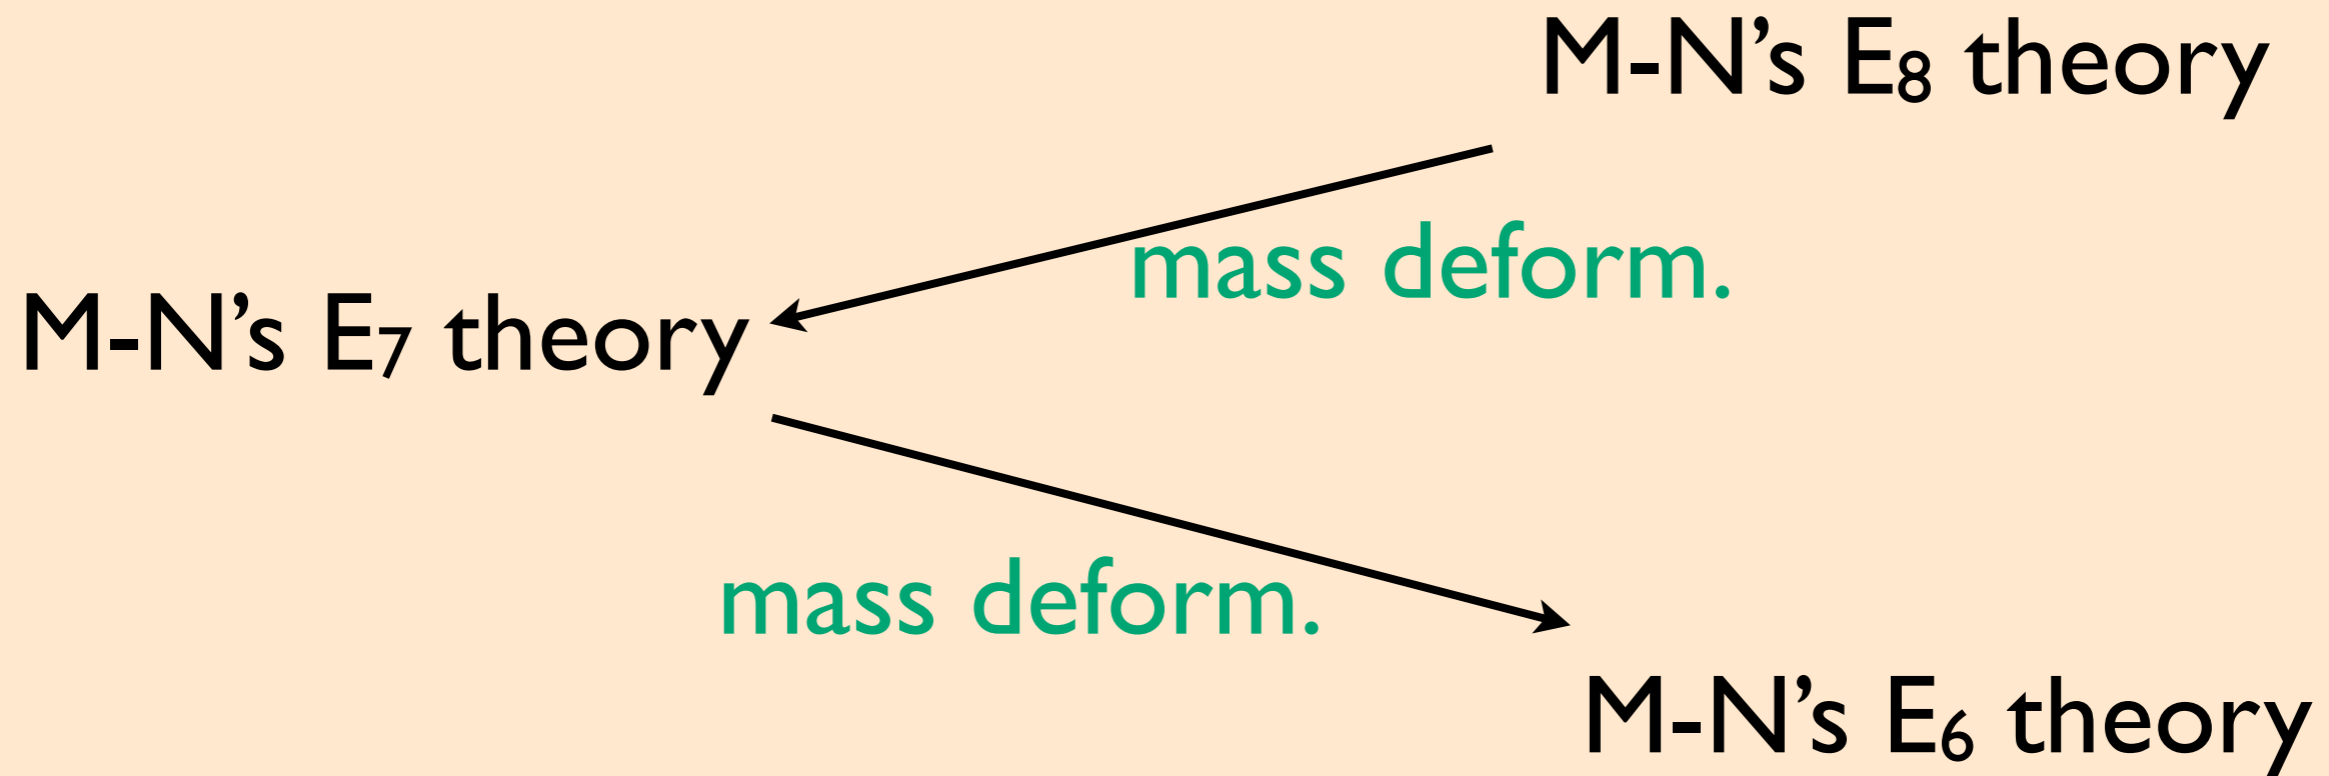 M-N’s E₈ theory
mass deform.
M-N’s E₇ theory
mass deform.
M-N’s E₆ theory